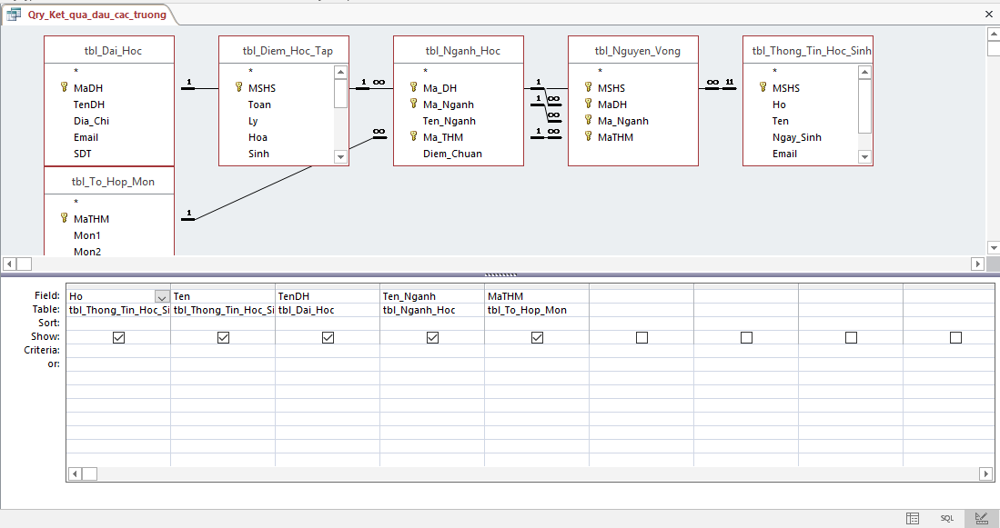 Qry_Ket_qua_dau_cac_truong
tbl_Dai_Hoc
*
MaDH
TenDH
Dia_Chi
Email
SDT
tbl_To_Hop_Mon
*
MaTHM
Mon1
Mon2
tbl_Diem_Hoc_Tap
*
MSHS
Toan
Ly
Hoa
Sinh
tbl_Nganh_Hoc
*
Ma_DH
Ma_Nganh
Ten_Nganh
Ma_THM
Diem_Chuan
tbl_Nguyen_Vong
*
MSHS
MaDH
Ma_Nganh
MaTHM
tbl_Thong_Tin_Hoc_Sinh
*
MSHS
Ho
Ten
Ngay_Sinh
Email
1
1
1 ∞
∞
1
1 ∞
∞
1 ∞
∞ 1 1
Field: Ho Ten TenDH Ten_Nganh MaTHM
Table: tbl_Thong_Tin_Hoc_Si tbl_Thong_Tin_Hoc_Si tbl_Dai_Hoc tbl_Nganh_Hoc tbl_To_Hop_Mon
Sort:
Show:
Criteria:
or:
SQL